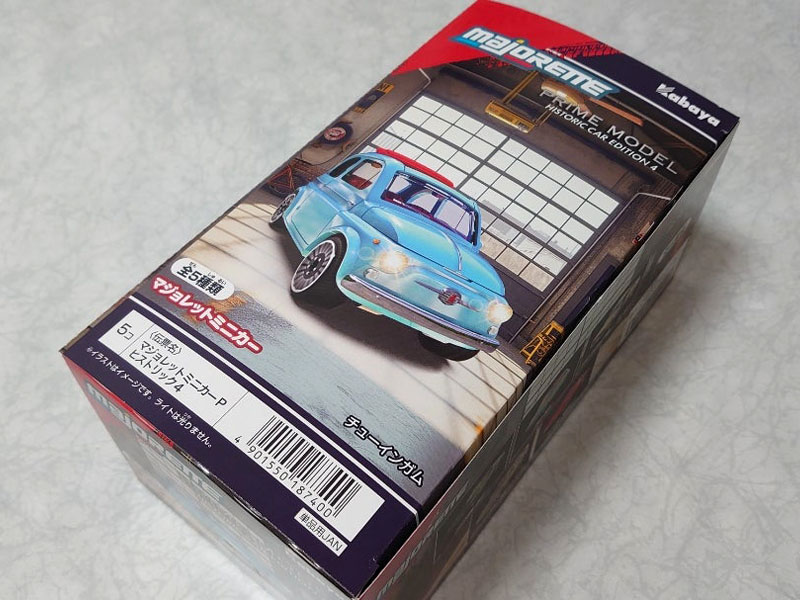 majORETTE
Kabaya
PRIME MODEL
HISTORIC CAR EDITION 4
全5種類
マジョレットミニカー
5コ
〈伝票名〉
マジョレットミニカーP
ヒストリック4
※イラストはイメージです。ライトは光りません。
チューインガム
4 901550 187400
単品用JAN
majORETTE